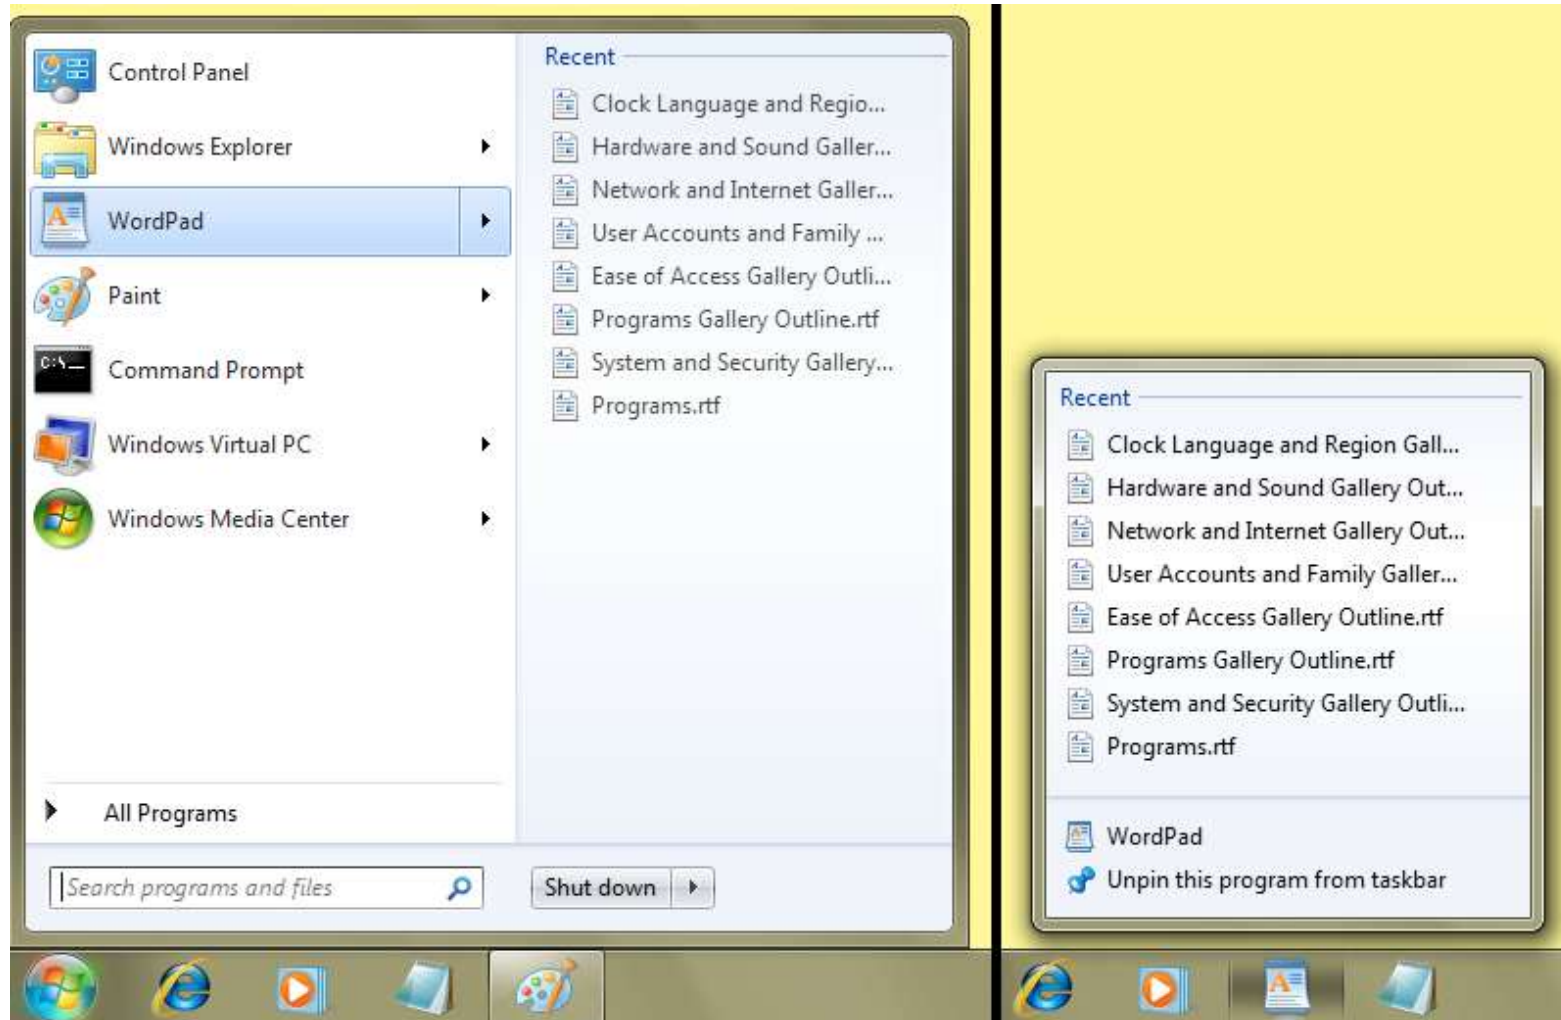 Control Panel
Windows Explorer
WordPad
Paint
Command Prompt
Windows Virtual PC
Windows Media Center
All Programs
Search programs and files
Recent
Clock Language and Regio...
Hardware and Sound Galler...
Network and Internet Galler...
User Accounts and Family ...
Ease of Access Gallery Outli...
Programs Gallery Outline.rtf
System and Security Gallery...
Programs.rtf
Shut down
Recent
Clock Language and Region Gall...
Hardware and Sound Gallery Out...
Network and Internet Gallery Out...
User Accounts and Family Galler...
Ease of Access Gallery Outline.rtf
Programs Gallery Outline.rtf
System and Security Gallery Outli...
Programs.rtf
WordPad
Unpin this program from taskbar